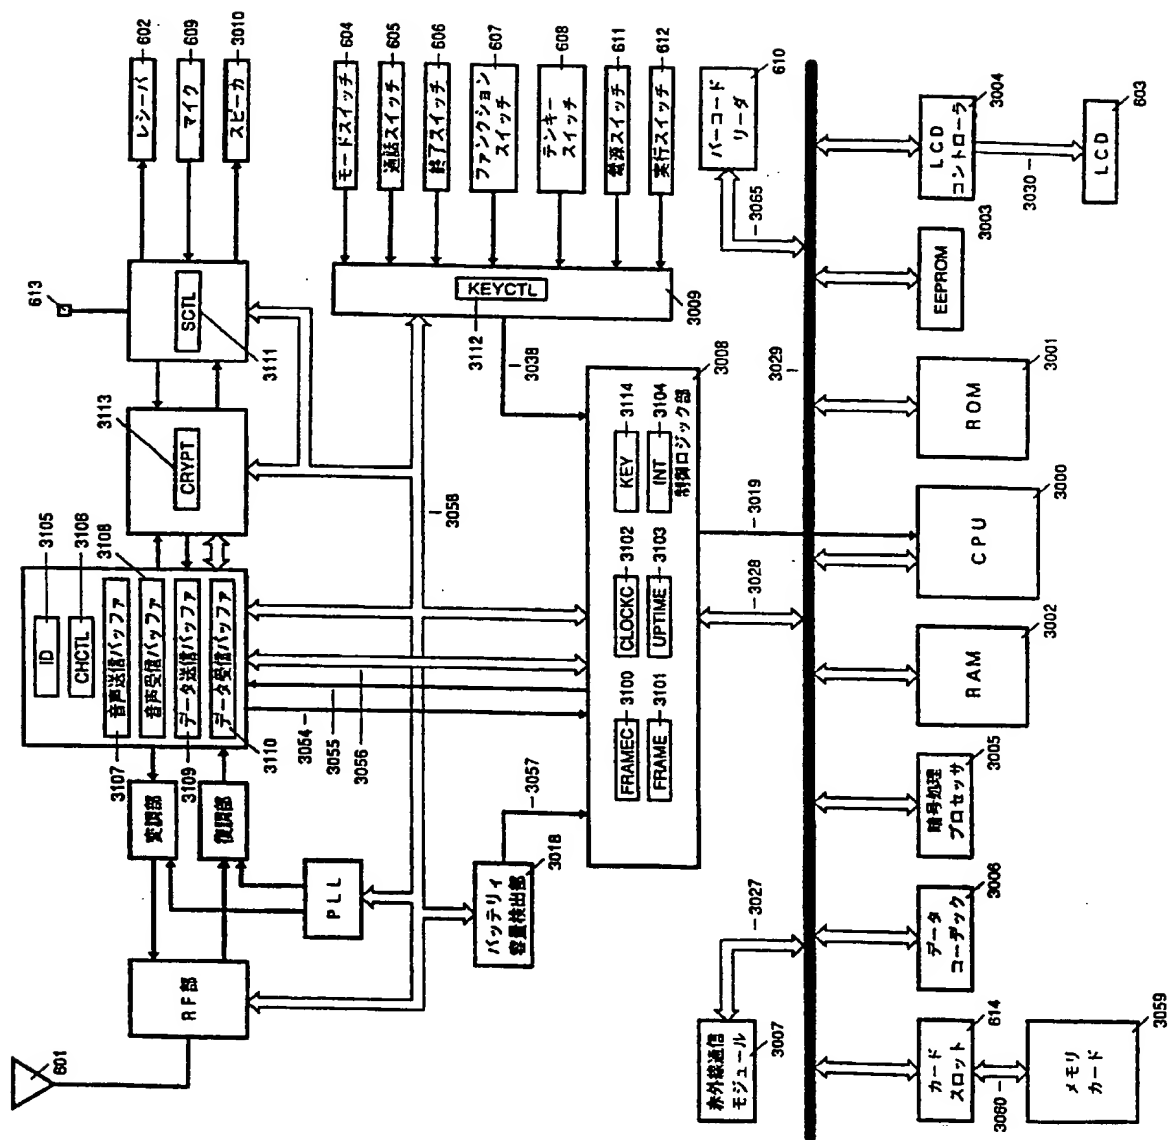 601
RF部
変調部
復調部
PLL
ID
CHCTL
音声送信バッファ
音声受信バッファ
データ送信バッファ
データ受信バッファ
3105
3106
3108
3107
3109
3110
CRYPT
3113
SCTL
3111
613
レシーバ
602
マイク
609
スピーカ
3010
モードスイッチ
604
通話スイッチ
605
終了スイッチ
606
ファンクション
スイッチ
607
テンキー
スイッチ
608
電源スイッチ
611
実行スイッチ
612
KEYCTL
3112
3009
3038
3058
3054
3055
3056
バッテリィ
容量検出部
3018
3057
FRAMEC
3100
FRAME
3101
CLOCKC
3102
UPTIME
3103
KEY
3114
INT
3104
制御ロジック部
3008
3019
3028
3029
バーコード
リーダ
610
3065
赤外線通信
モジュール
3007
3027
カード
スロット
614
3060
メモリ
カード
3059
データ
コーデック
3006
暗号処理
プロセッサ
3005
RAM
3002
CPU
3000
ROM
3001
EEPROM
3003
LCD
コントローラ
3004
3030
LCD
603